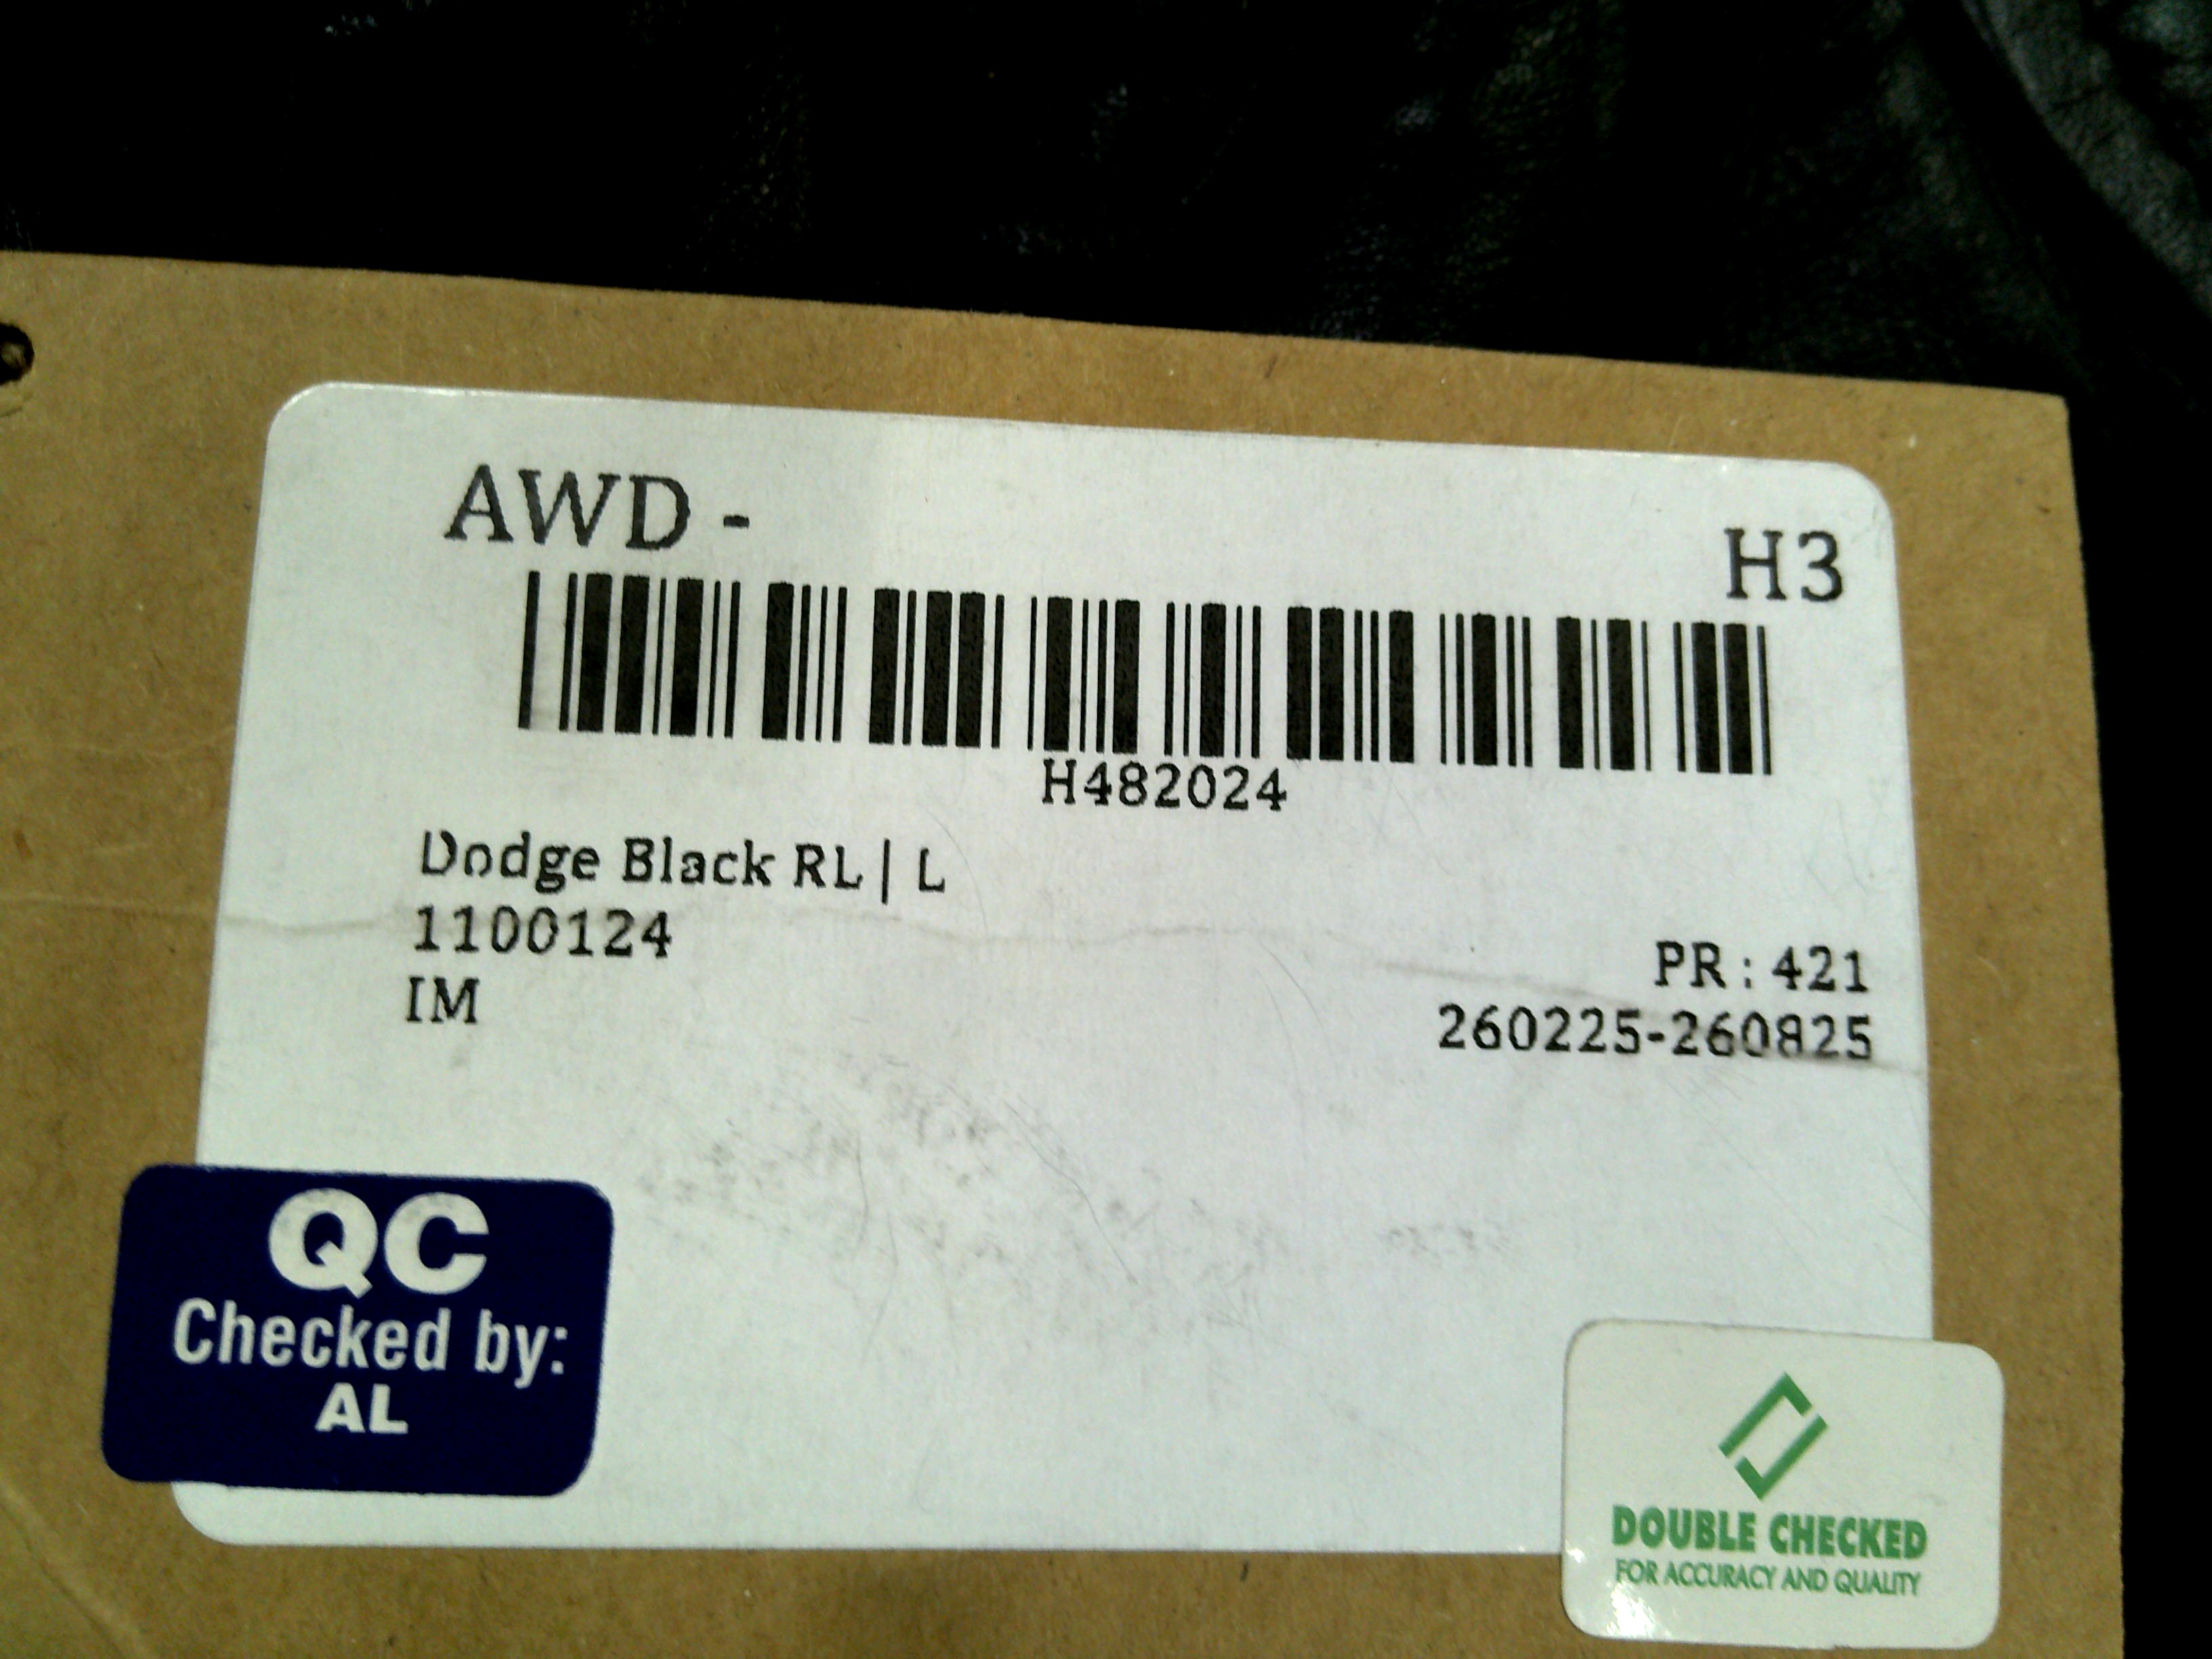 AWD -
H3
H482024
Dodge Black RL | L
1100124
IM
PR : 421
260225-260825
QC
Checked by:
AL
DOUBLE CHECKED
FOR ACCURACY AND QUALITY